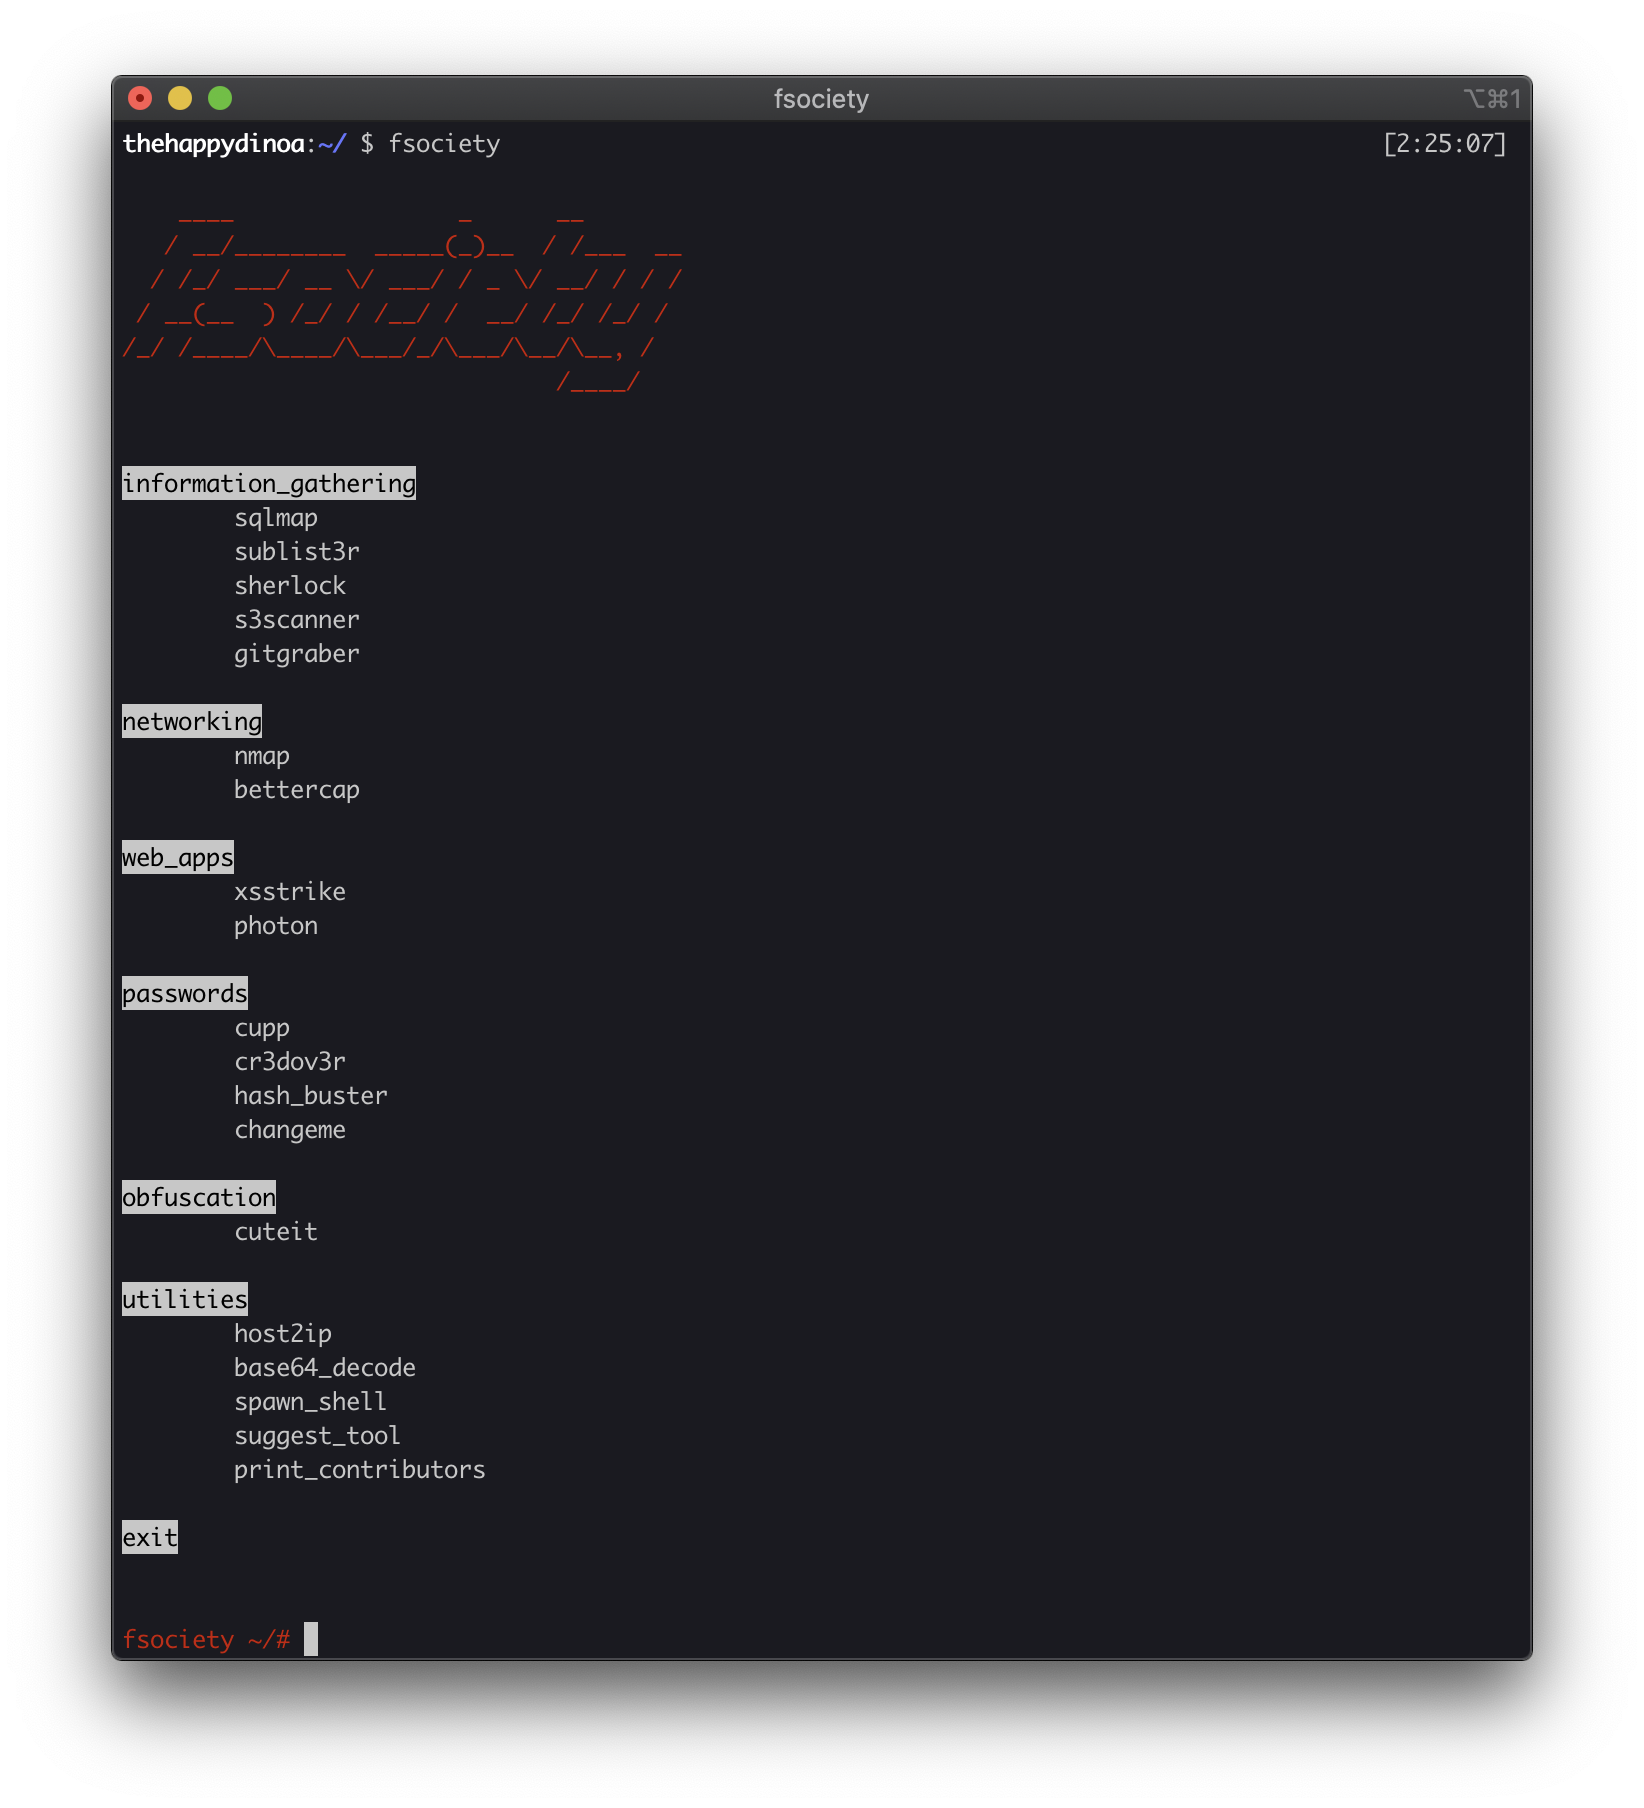 fsociety
⌥⌘1
thehappydinoa:~/ $ fsociety [2:25:07]
    ____                _      __
   / __/________  _____(_)__  / /___  __
  / /_/ ___/ __ \/ ___/ / _ \/ __/ / / /
 / __(__  ) /_/ / /__/ /  __/ /_/ /_/ /
/_/ /____/\____/\___/_/\___/\__/\__, /
                               /____/
information_gathering
        sqlmap
        sublist3r
        sherlock
        s3scanner
        gitgraber
networking
        nmap
        bettercap
web_apps
        xsstrike
        photon
passwords
        cupp
        cr3dov3r
        hash_buster
        changeme
obfuscation
        cuteit
utilities
        host2ip
        base64_decode
        spawn_shell
        suggest_tool
        print_contributors
exit
fsociety ~/#